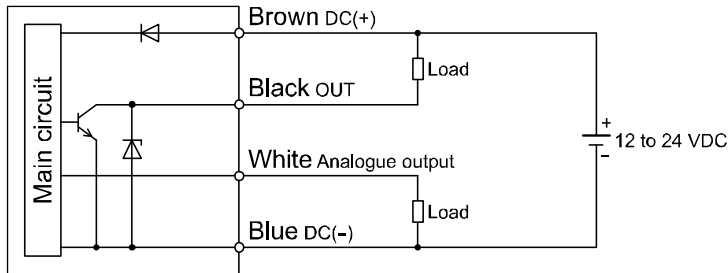 Brown DC(+)
Load
Black OUT
Main circuit
+
12 to 24 VDC
-
White Analogue output
Load
Blue DC(-)